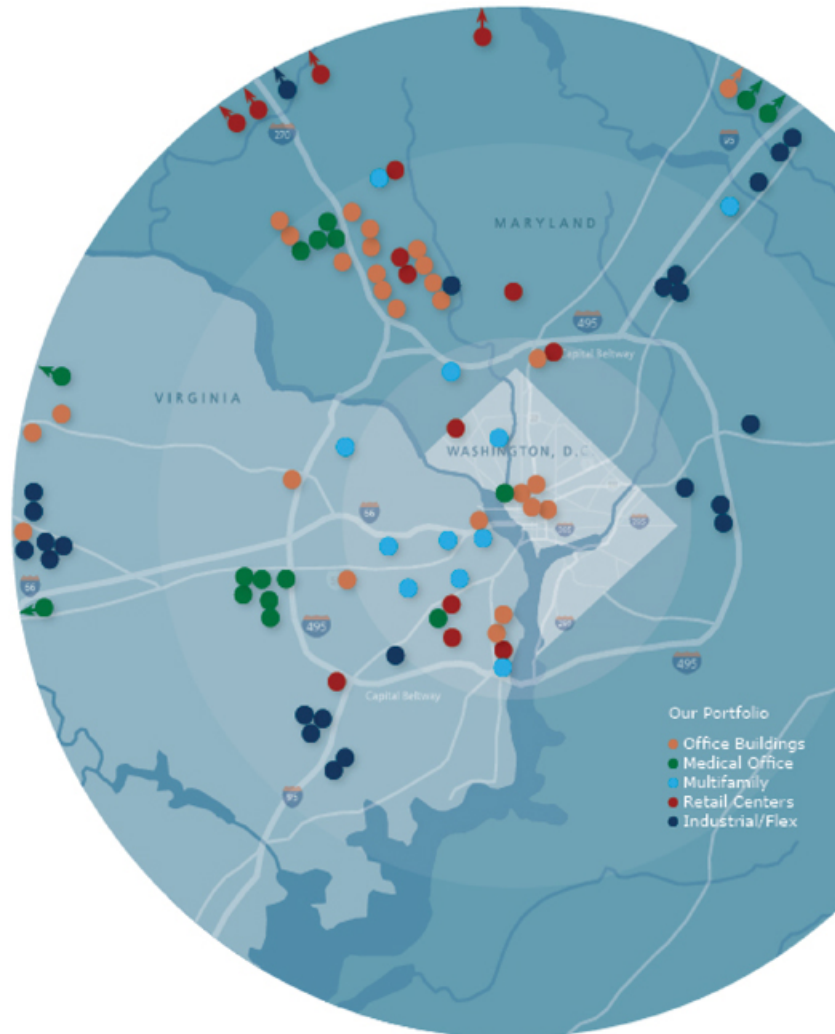 270
95
MARYLAND
495
Capital Beltway
VIRGINIA
WASHINGTON, D.C.
66
66
495
495
Capital Beltway
95
Our Portfolio
Office Buildings
Medical Office
Multifamily
Retail Centers
Industrial/Flex